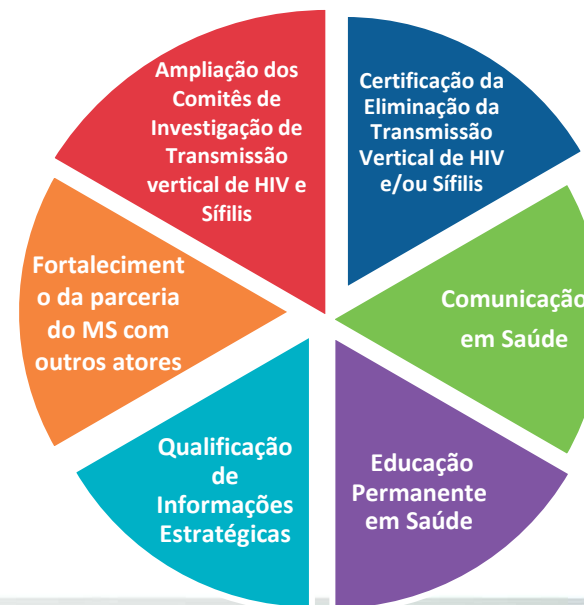 Ampliação dos
Comitês de
Investigação de
Transmissão
vertical de HIV e
Sífilis
Certificação da
Eliminação da
Transmissão
Vertical de HIV
e/ou Sífilis
Fortaleciment
o da parceria
do MS com
outros atores
Comunicação
em Saúde
Qualificação
de
Informações
Estratégicas
Educação
Permanente
em Saúde